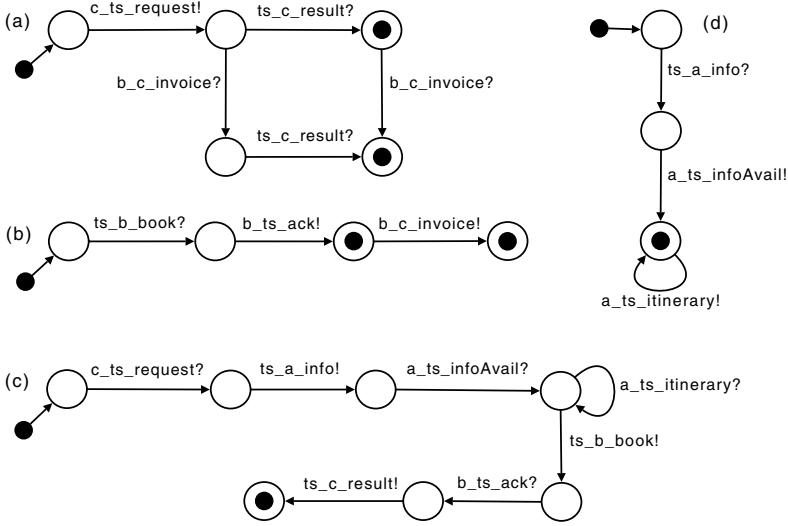 (a)
c_ts_request!
ts_c_result?
b_c_invoice?
b_c_invoice?
ts_c_result?
(d)
ts_a_info?
a_ts_infoAvail!
a_ts_itinerary!
(b)
ts_b_book?
b_ts_ack!
b_c_invoice!
(c)
c_ts_request?
ts_a_info!
a_ts_infoAvail?
a_ts_itinerary?
ts_b_book!
b_ts_ack?
ts_c_result!